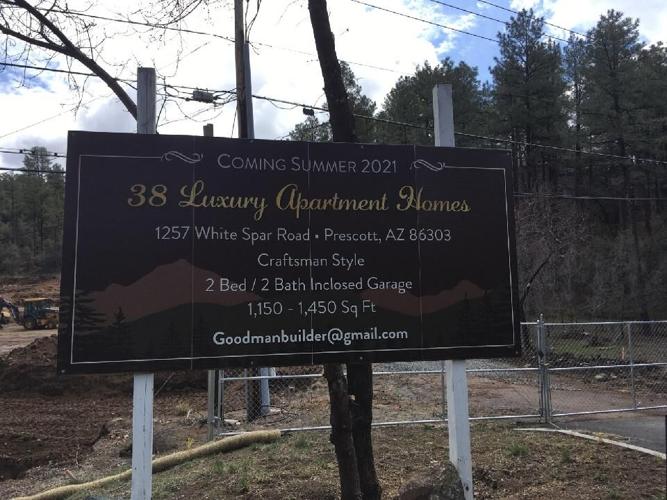 Coming Summer 2021
38 Luxury Apartment Homes
1257 White Spar Road • Prescott, AZ 86303
Craftsman Style
2 Bed / 2 Bath Inclosed Garage
1,150 - 1,450 Sq Ft
Goodmanbuilder@gmail.com